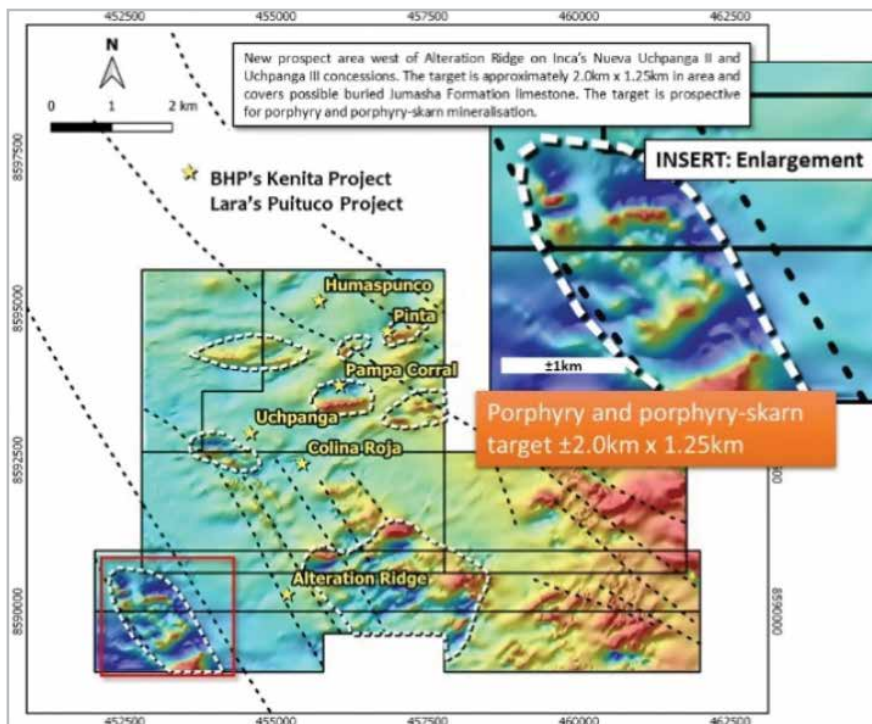 452500 455000 457500 460000 462500
N
0 1 2 km
New prospect area west of Alteration Ridge on Inca's Nueva Uchpanga II and
Uchpanga III concessions. The target is approximately 2.0km x 1.25km in area and
covers possible buried Jumasha Formation limestone. The target is prospective
for porphyry and porphyry-skarn mineralisation.
8597500
INSERT: Enlargement
BHP's Kenita Project
Lara's Puituco Project
8595000
Humaspunco
Pinta
±1km
Pampa Corral
Porphyry and porphyry-skarn
target ±2.0km x 1.25km
Uchpanga
Colina Roja
8592500
Alteration Ridge
8590000
8590000
452500 455000 457500 460000 462500